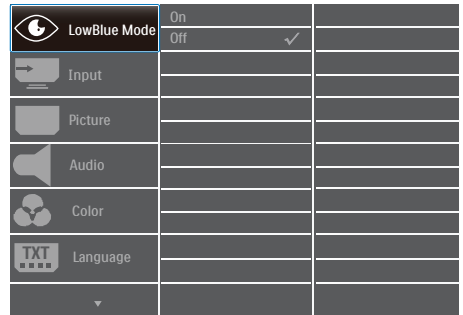 LowBlue Mode
On
Off
Input
Picture
Audio
Color
TXT
Language